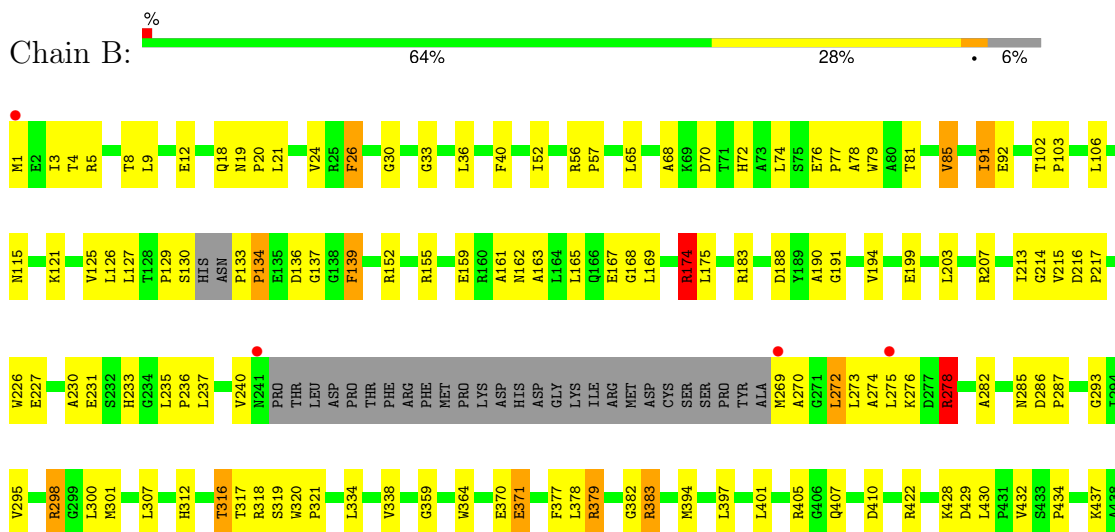 %
Chain B:
64% 28% • 6%
M1 E2 I3 T4 R5 T8 L9 E12 Q18 N19 P20 L21 V24 R25 F26 G30 G33 L36 F40 I52 R56 P57 L65 A68 K69 D70 T71 H72 A73 L74 S75 E76 P77 A78 W79 A80 T81 V85 I91 E92 T102 P103 L106
N115 K121 V125 L126 L127 T128 P129 S130 HIS ASN P133 P134 E135 D136 G137 G138 F139 R152 R155 E159 R160 A161 N162 A163 L164 L165 Q166 E167 G168 L169 R174 L175 R183 D188 Y189 A190 G191 V194 E199 L203 R207 I213 G214 V215 D216 P217
W226 E227 A230 E231 S232 H233 G234 L235 P236 L237 V240 N241 PRO THR LEU ASP PRO THR PHE ARG PHE MET PRO LYS ASP HIS ASP GLY LYS ILE ARG MET ASP CYS SER SER PRO TYR ALA M269 A270 G271 L272 L273 A274 L275 K276 D277 R278 A282 N285 D286 P287 G293 I294
V295 R298 G299 L300 M301 L307 H312 T316 T317 R318 S319 W320 P321 L334 V338 G359 W364 E370 E371 F377 L378 R379 G382 R383 M394 L397 L401 R405 G406 Q407 D410 R422 K428 D429 L430 P431 V432 S433 P434 K437 A438